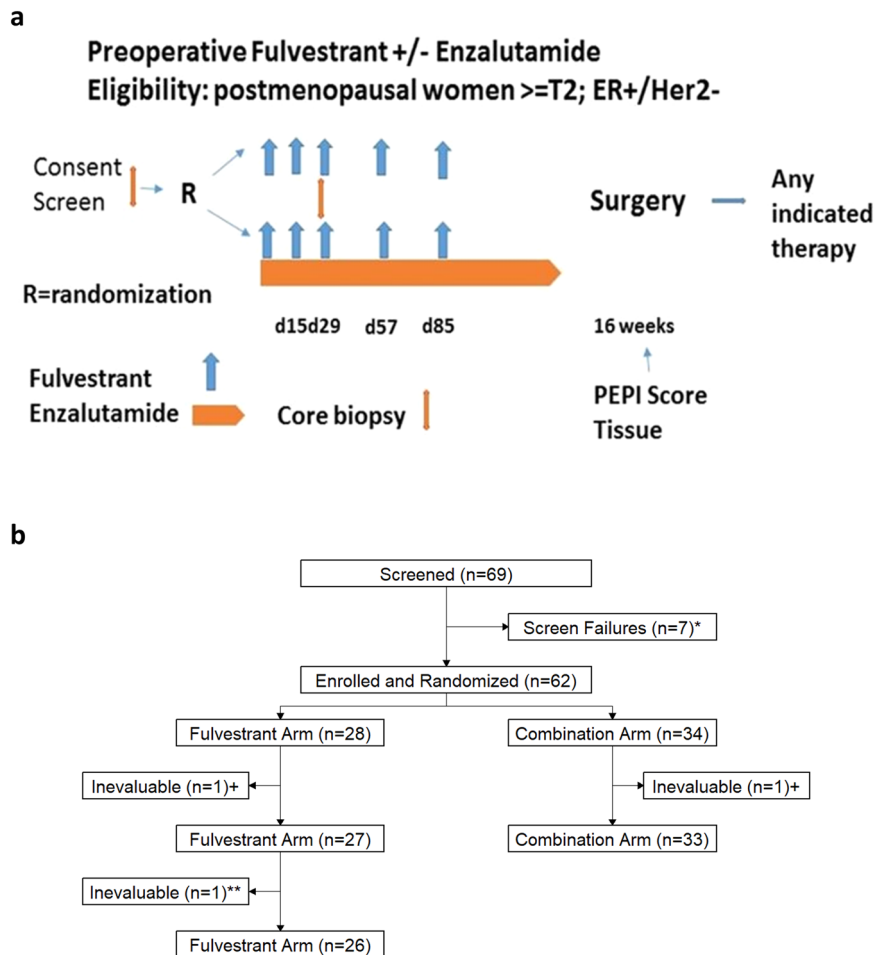 a
Preoperative Fulvestrant +/- Enzalutamide
Eligibility: postmenopausal women >=T2; ER+/Her2-
Consent
Screen
R
Surgery
Any
indicated
therapy
R=randomization
d15d29 d57 d85 16 weeks
Fulvestrant
Enzalutamide
Core biopsy
PEPI Score
Tissue
b
Screened (n=69)
Screen Failures (n=7)*
Enrolled and Randomized (n=62)
Fulvestrant Arm (n=28) Combination Arm (n=34)
Inevaluable (n=1)+ Inevaluable (n=1)+
Fulvestrant Arm (n=27) Combination Arm (n=33)
Inevaluable (n=1)**
Fulvestrant Arm (n=26)